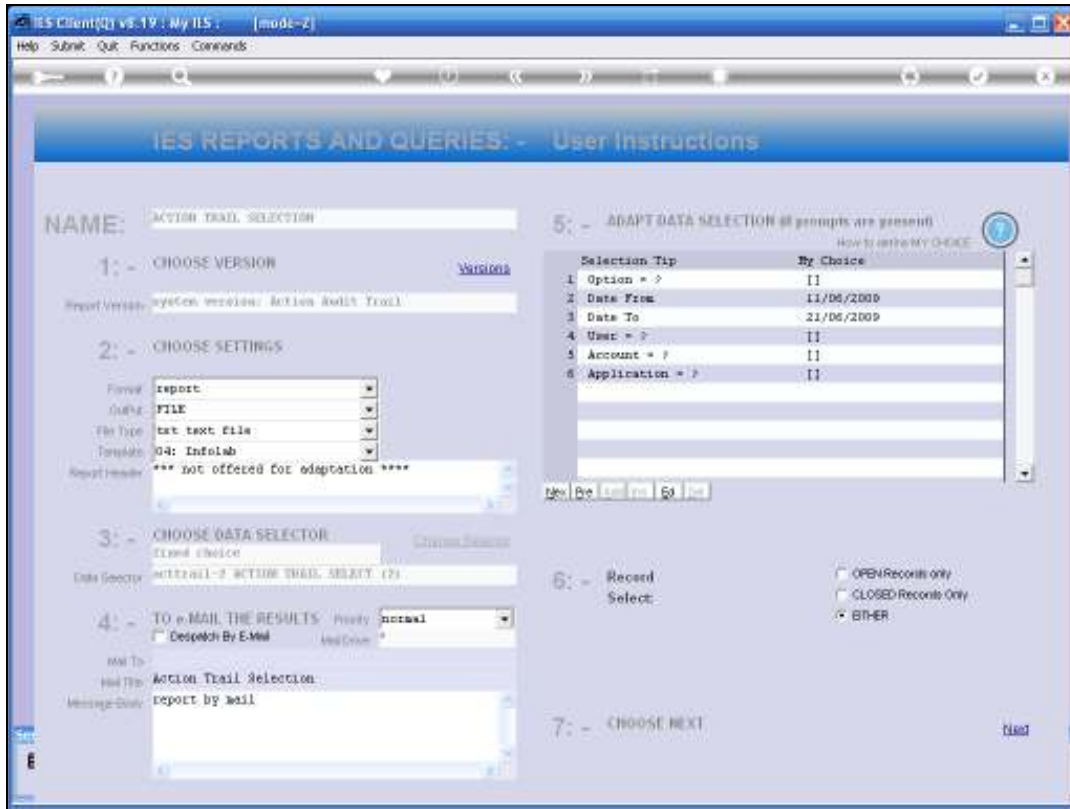 IES Client(Q) v8.19 : My IES : [mode=2]
Help Submit Quit Functions Commands
IES REPORTS AND QUERIES: - User Instructions
NAME: ACTION TRAIL SELECTION
1: - CHOOSE VERSION Versions
Report Version system version: Action Audit Trail
2: - CHOOSE SETTINGS
Format report
OutPut FILE
File Type txt text file
Template 04: Infolab
Report Header *** not offered for adaptation ****
3: - CHOOSE DATA SELECTOR Change Selector
fixed choice
Data Selector acttrail-2 ACTION TRAIL SELECT (2)
4: - TO e-MAIL THE RESULTS Priority normal
Despatch By E-Mail Mail Driver *
Mail To
Mail Title Action Trail Selection
Message Body report by mail
5: - ADAPT DATA SELECTION (if prompts are present)
How to define MY CHOICE ?
Selection Tip My Choice
1 Option = ? []
2 Date From 11/06/2009
3 Date To 21/06/2009
4 User = ? []
5 Account = ? []
6 Application = ? []
Nex Pre Ed
6: - Record Select:
OPEN Records only
CLOSED Records Only
EITHER
7: - CHOOSE NEXT Next